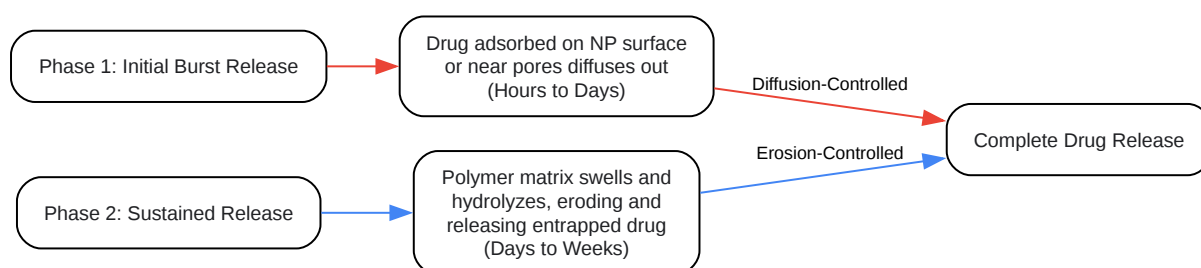 Phase 1: Initial Burst Release
Drug adsorbed on NP surface
or near pores diffuses out
(Hours to Days)
Diffusion-Controlled
Complete Drug Release
Erosion-Controlled
Phase 2: Sustained Release
Polymer matrix swells and
hydrolyzes, eroding and
releasing entrapped drug
(Days to Weeks)